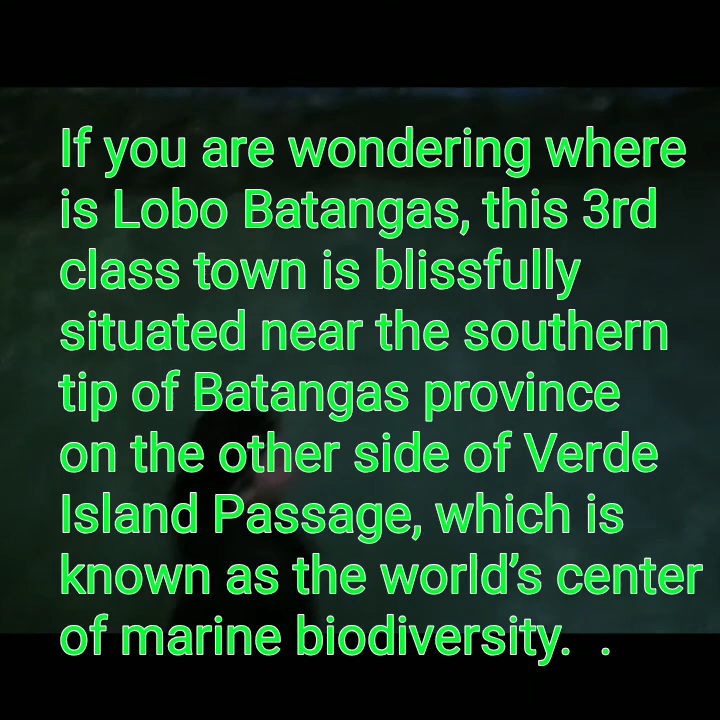 If you are wondering where
is Lobo Batangas, this 3rd
class town is blissfully
situated near the southern
tip of Batangas province
on the other side of Verde
Island Passage, which is
known as the world’s center
of marine biodiversity.  .